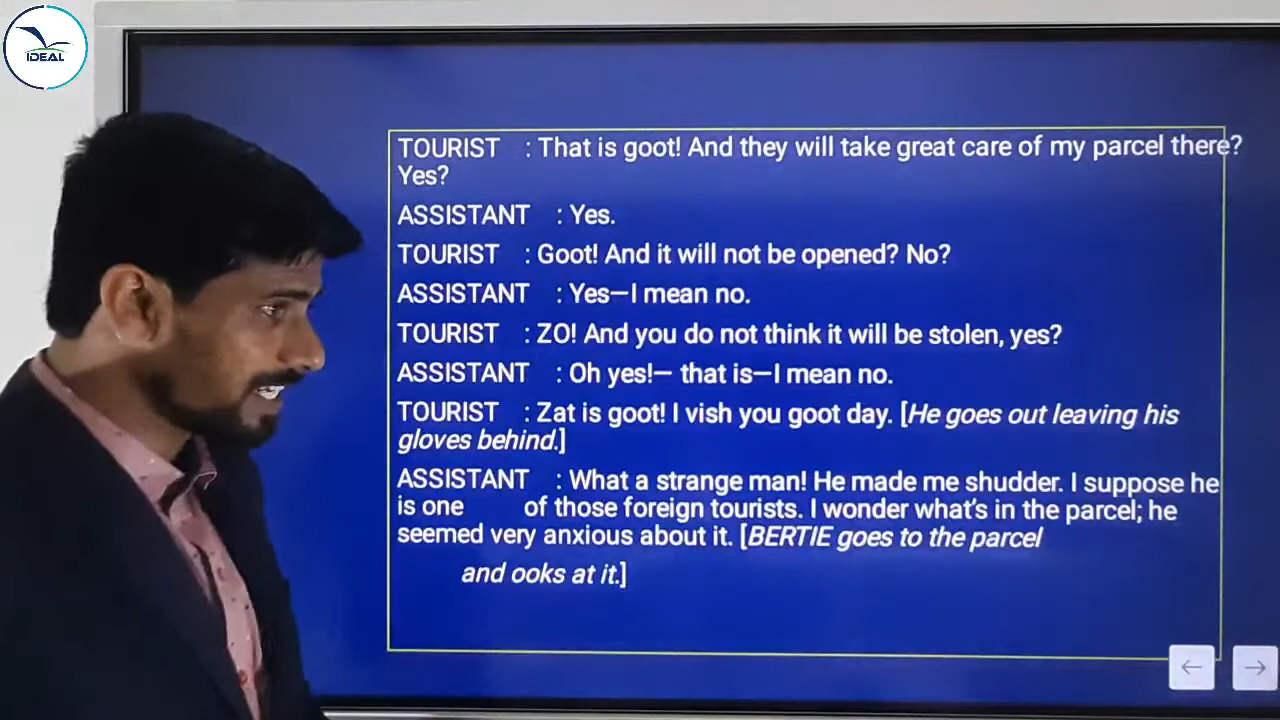 IDEAL
TOURIST : That is goot! And they will take great care of my parcel there?
Yes?
ASSISTANT : Yes.
TOURIST : Goot! And it will not be opened? No?
ASSISTANT : Yes—I mean no.
TOURIST : ZO! And you do not think it will be stolen, yes?
ASSISTANT : Oh yes!— that is—I mean no.
TOURIST : Zat is goot! I vish you goot day. [He goes out leaving his
gloves behind.]
ASSISTANT : What a strange man! He made me shudder. I suppose he
is one of those foreign tourists. I wonder what's in the parcel; he
seemed very anxious about it. [BERTIE goes to the parcel
and ooks at it.]